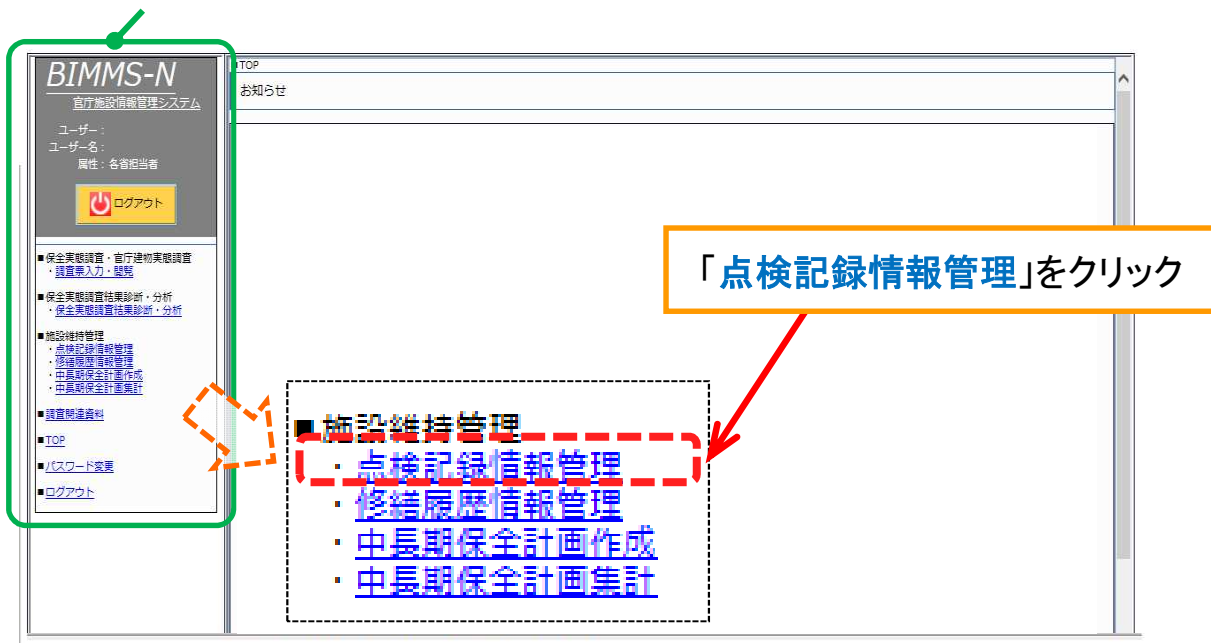 BIMMS-N
官庁施設情報管理システム
ユーザー：
ユーザー名：
属性：各省担当者
ログアウト
■保全実態調査・官庁建物実態調査
・調査票入力・閲覧
■保全実態調査結果診断・分析
・保全実態調査結果診断・分析
■施設維持管理
・点検記録情報管理
・修繕履歴情報管理
・中長期保全計画作成
・中長期保全計画集計
■調査関連資料
■TOP
■パスワード変更
■ログアウト
■TOP
お知らせ
「点検記録情報管理」をクリック
■施設維持管理
・点検記録情報管理
・修繕履歴情報管理
・中長期保全計画作成
・中長期保全計画集計